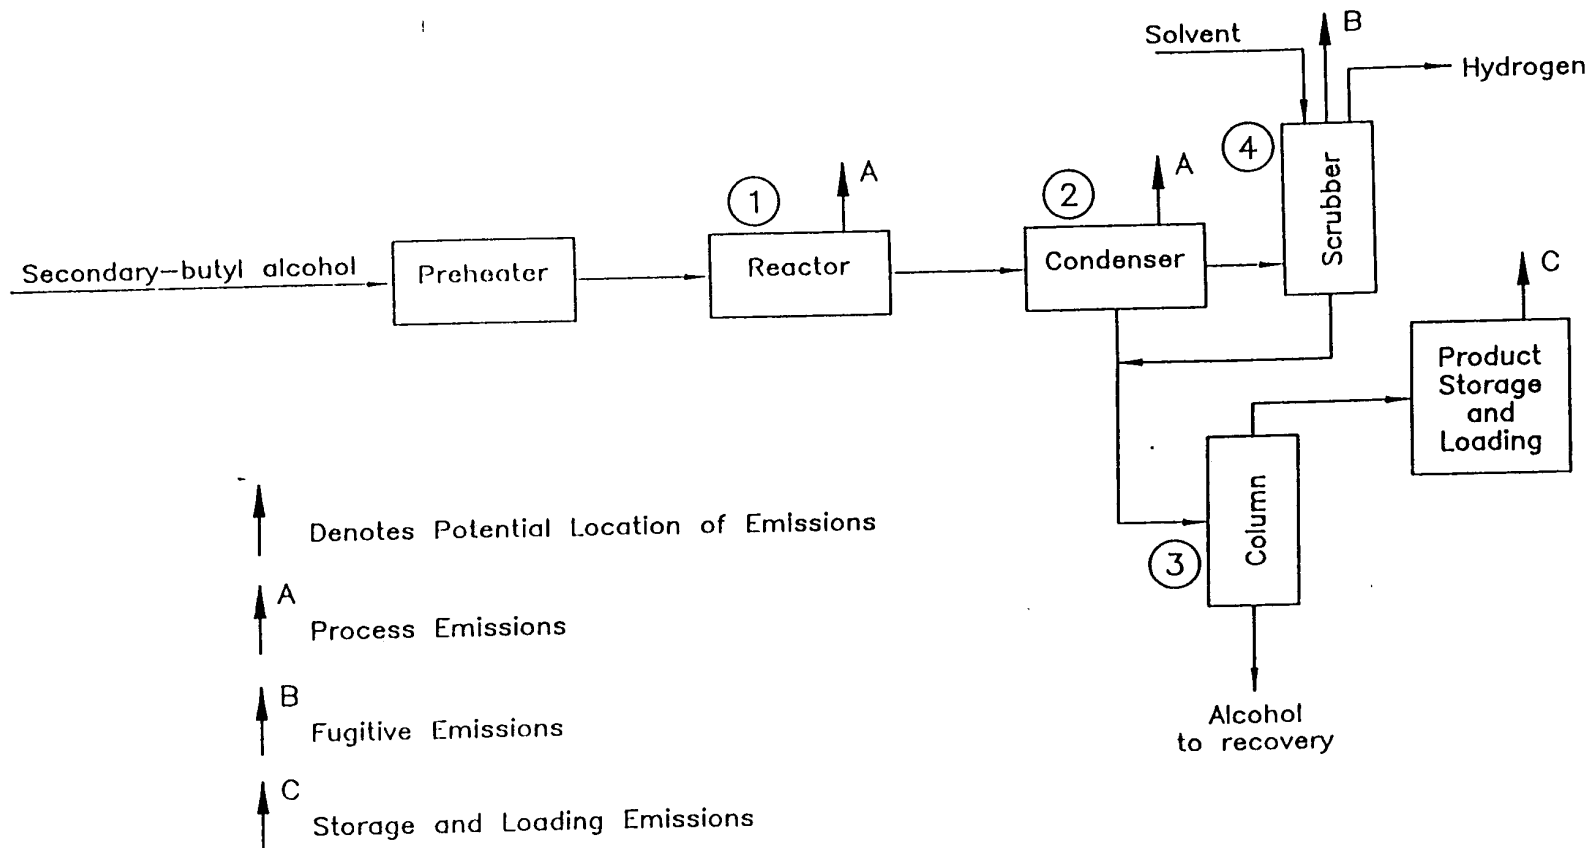 Solvent
B
Hydrogen
4
Scrubber
A
1
2
A
Secondary-butyl alcohol
Preheater
Reactor
Condenser
C
Product
Storage
and
Loading
Column
3
Alcohol
to recovery
Denotes Potential Location of Emissions
A
Process Emissions
B
Fugitive Emissions
C
Storage and Loading Emissions